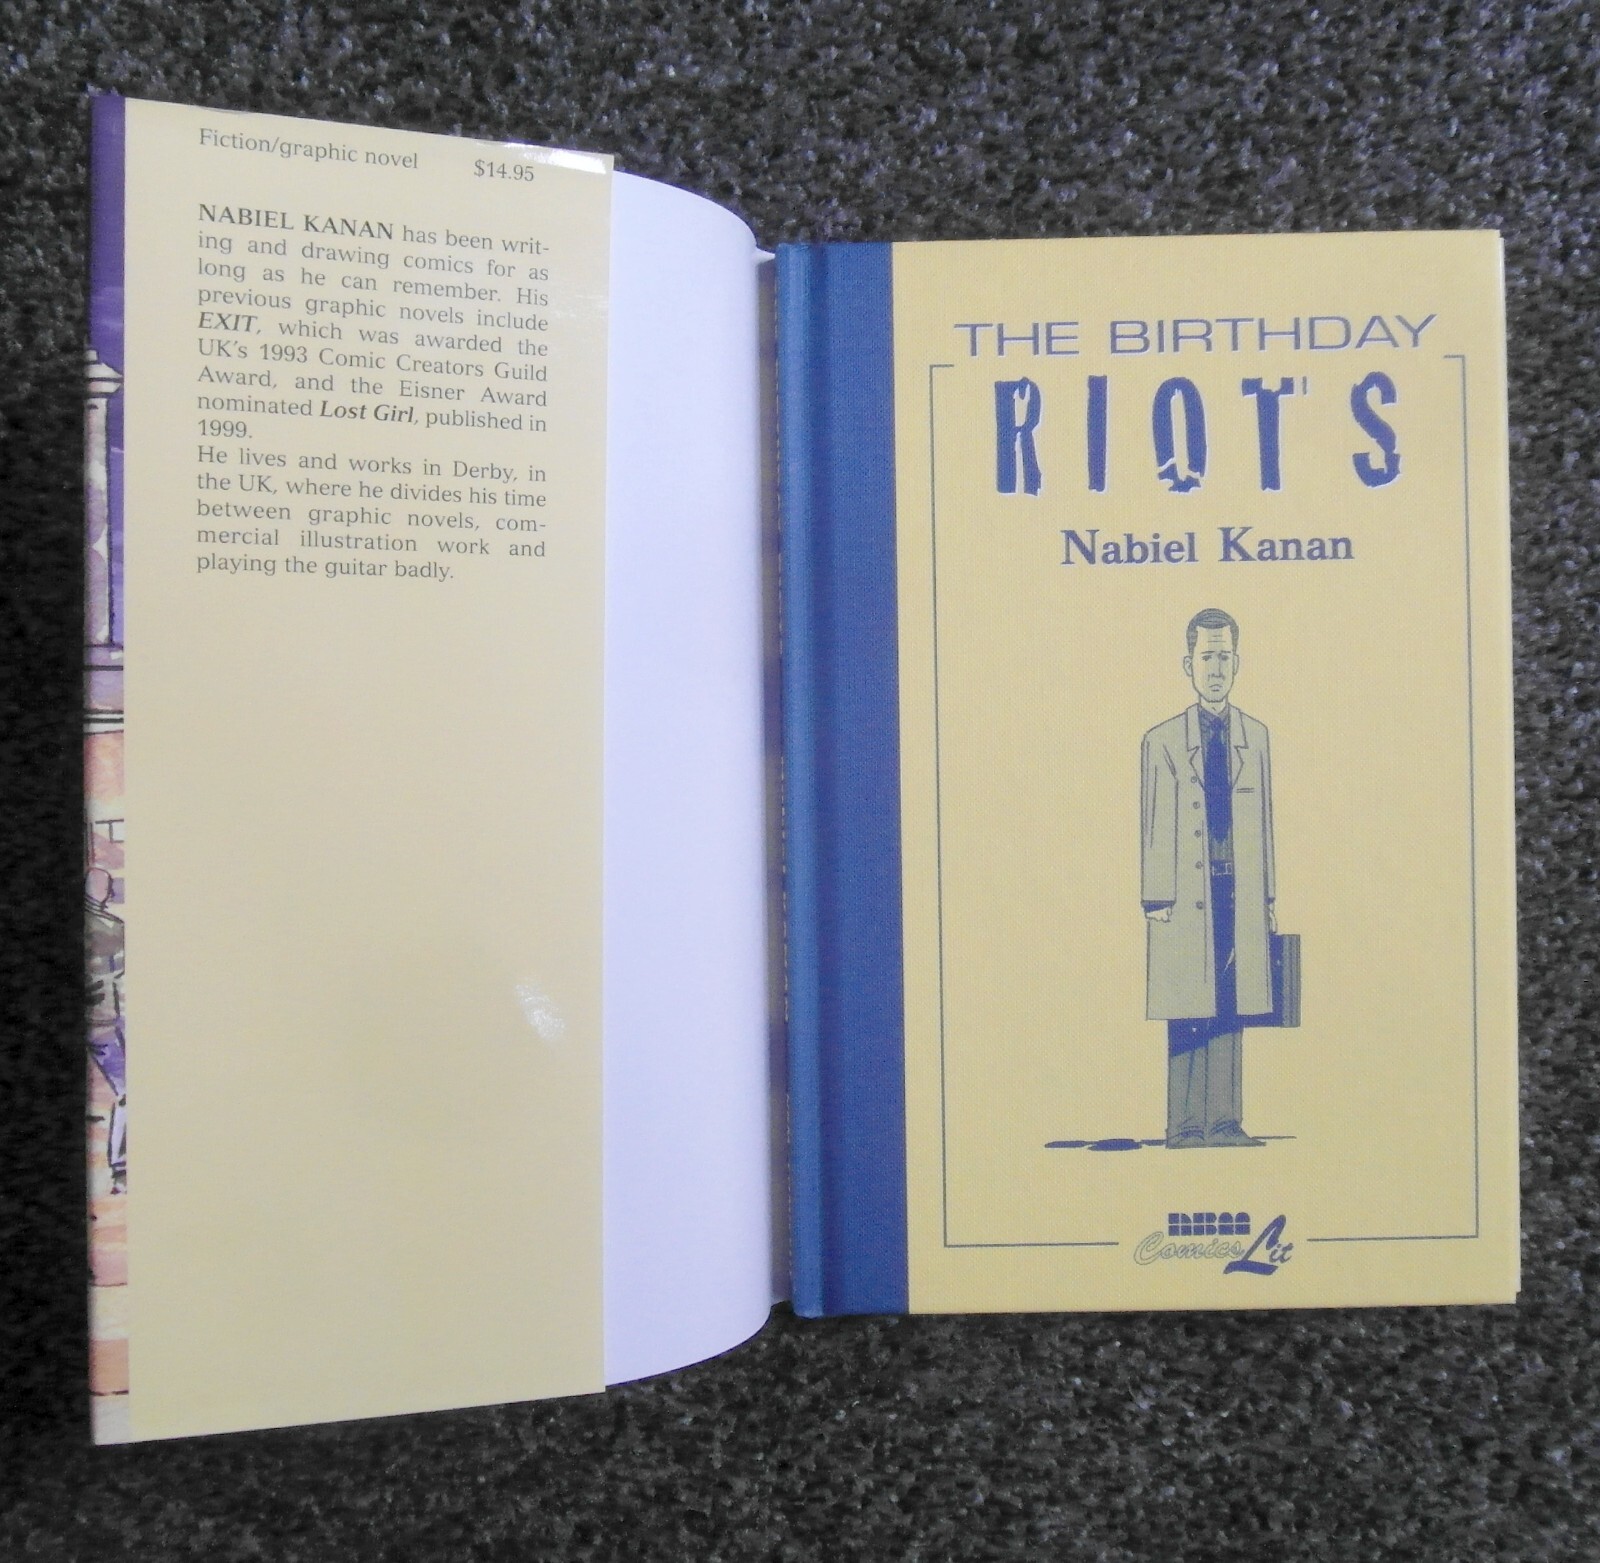 Fiction/graphic novel $14.95
NABIEL KANAN has been writ-
ing and drawing comics for as
long as he can remember. His
previous graphic novels include
EXIT, which was awarded the
UK's 1993 Comic Creators Guild
Award, and the Eisner Award
nominated Lost Girl, published in
1999.
He lives and works in Derby, in
the UK, where he divides his time
between graphic novels, com-
mercial illustration work and
playing the guitar badly.
THE BIRTHDAY
RIOTS
Nabiel Kanan
NBM
ComicsLit